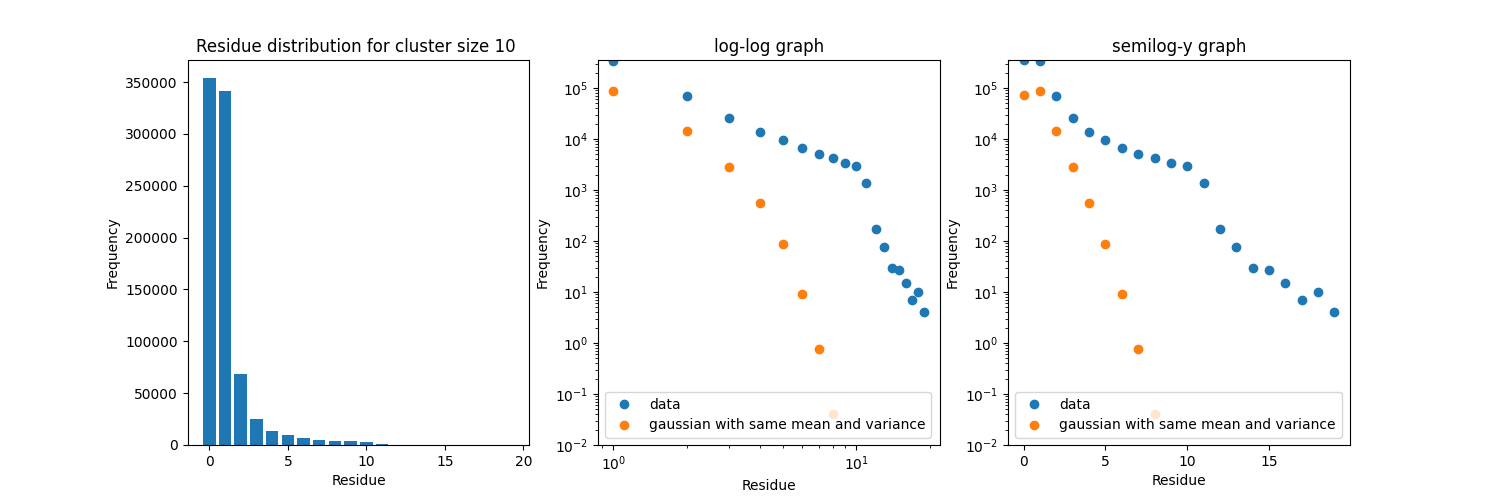 Residue distribution for cluster size 10
Frequency
350000
300000
250000
200000
150000
100000
50000
0
0 5 10 15 20
Residue
log-log graph
Frequency
10^5
10^4
10^3
10^2
10^1
10^0
10^-1
10^-2
data
gaussian with same mean and variance
10^0 10^1
Residue
semilog-y graph
Frequency
10^5
10^4
10^3
10^2
10^1
10^0
10^-1
10^-2
data
gaussian with same mean and variance
0 5 10 15
Residue